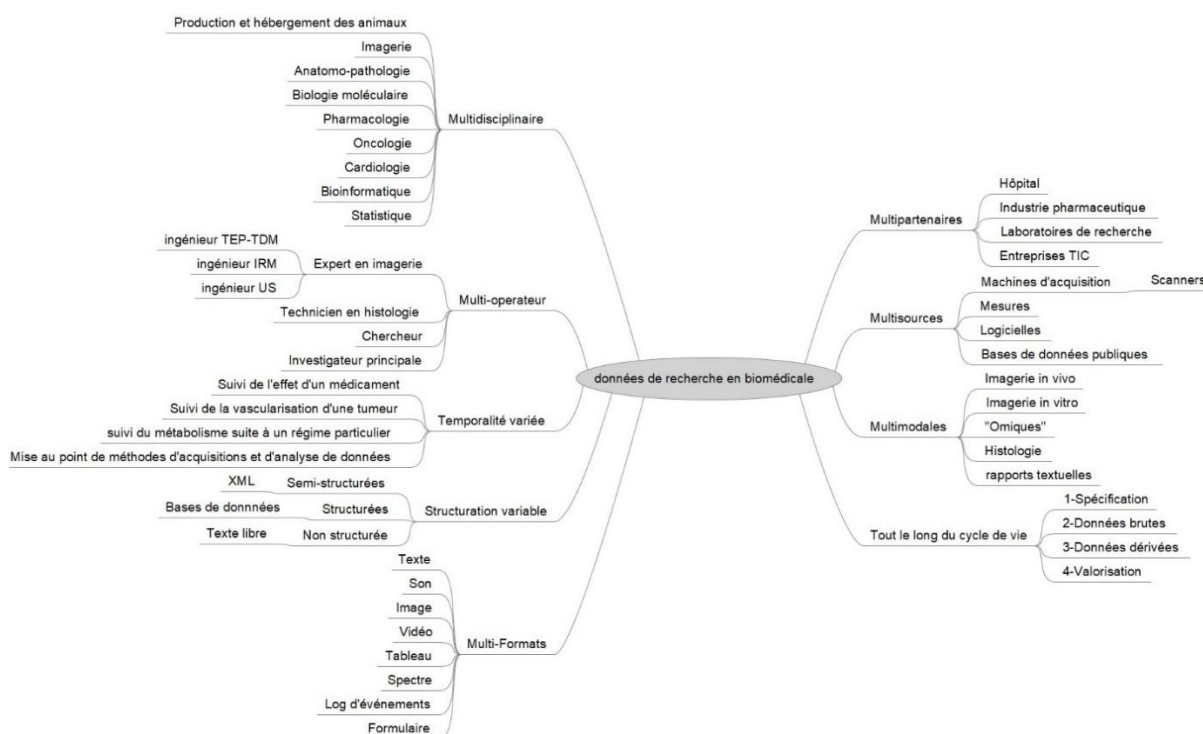 Production et hébergement des animaux
Imagerie
Anatomo-pathologie
Biologie moléculaire
Pharmacologie
Oncologie
Cardiologie
Bioinformatique
Statistique
Multidisciplinaire
ingénieur TEP-TDM
ingénieur IRM
ingénieur US
Expert en imagerie
Technicien en histologie
Chercheur
Investigateur principale
Multi-operateur
Suivi de l'effet d'un médicament
Suivi de la vascularisation d'une tumeur
suivi du métabolisme suite à un régime particulier
Mise au point de méthodes d'acquisitions et d'analyse de données
Temporalité variée
XML
Semi-structurées
Bases de donnnées
Structurées
Texte libre
Non structurée
Structuration variable
Texte
Son
Image
Vidéo
Tableau
Spectre
Log d'événements
Formulaire
Multi-Formats
données de recherche en biomédicale
Multipartenaires
Hôpital
Industrie pharmaceutique
Laboratoires de recherche
Entreprises TIC
Multisources
Machines d'acquisition
Scanners
Mesures
Logicielles
Bases de données publiques
Multimodales
Imagerie in vivo
Imagerie in vitro
"Omiques"
Histologie
rapports textuelles
Tout le long du cycle de vie
1-Spécification
2-Données brutes
3-Données dérivées
4-Valorisation